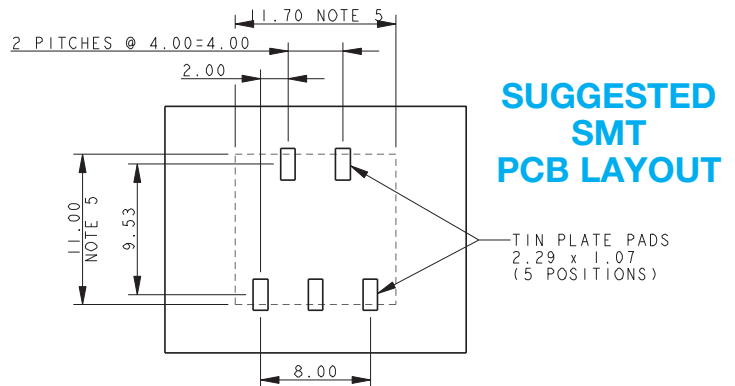 11.70 NOTE 5
2 PITCHES @ 4.00=4.00
2.00
SUGGESTED
SMT
PCB LAYOUT
11.00
NOTE 5
9.53
TIN PLATE PADS
2.29 x 1.07
(5 POSITIONS)
8.00